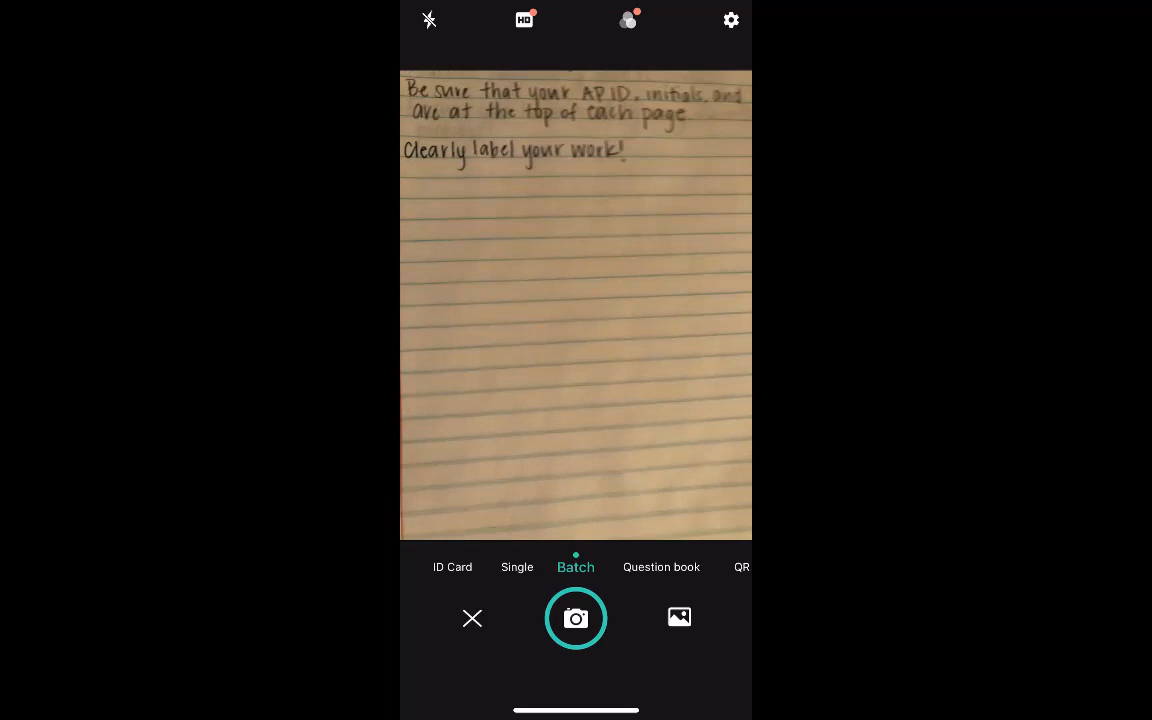 HD
Be sure that your AP ID, initials, and
are at the top of each page.
Clearly label your work!
ID Card Single Batch Question book QR